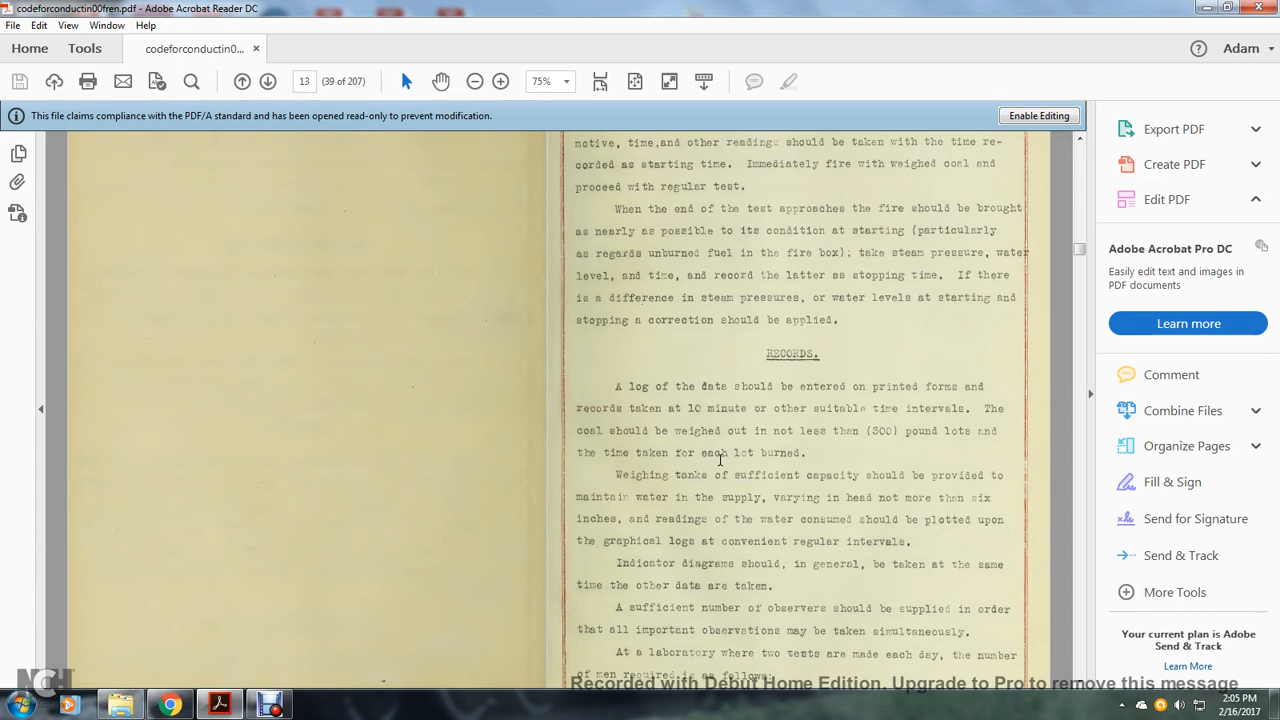 codeforconductin00fren.pdf - Adobe Acrobat Reader DC
File Edit View Window Help
Home Tools codeforconductin0... × Adam
13 (39 of 207) 75%
This file claims compliance with the PDF/A standard and has been opened read-only to prevent modification. Enable Editing
motive, time,and other readings should be taken with the time re-
corded as starting time. Immediately fire with weighed coal and
proceed with regular test.
When the end of the test approaches the fire should be brought
as nearly as possible to its condition at starting (particularly
as regards unburned fuel in the fire box); take steam pressure, water
level, and time, and record the latter as stopping time. If there
is a difference in steam pressures, or water levels at starting and
stopping a correction should be applied.
RECORDS.
A log of the data should be entered on printed forms and
records taken at 10 minute or other suitable time intervals. The
coal should be weighed out in not less than (300) pound lots and
the time taken for each lot burned.
Weighing tanks of sufficient capacity should be provided to
maintain water in the supply, varying in head not more than six
inches, and readings of the water consumed should be plotted upon
the graphical logs at convenient regular intervals.
Indicator diagrams should, in general, be taken at the same
time the other data are taken.
A sufficient number of observers should be supplied in order
that all important observations may be taken simultaneously.
At a laboratory where two tests are made each day, the number
of men required is as follows:
Export PDF
Create PDF
Edit PDF
Adobe Acrobat Pro DC
Easily edit text and images in
PDF documents
Learn more
Comment
Combine Files
Organize Pages
Fill & Sign
Send for Signature
Send & Track
More Tools
Your current plan is Adobe
Send & Track
Learn More
NCH
Recorded with Debut Home Edition. Upgrade to Pro to remove this message
2:05 PM
2/16/2017